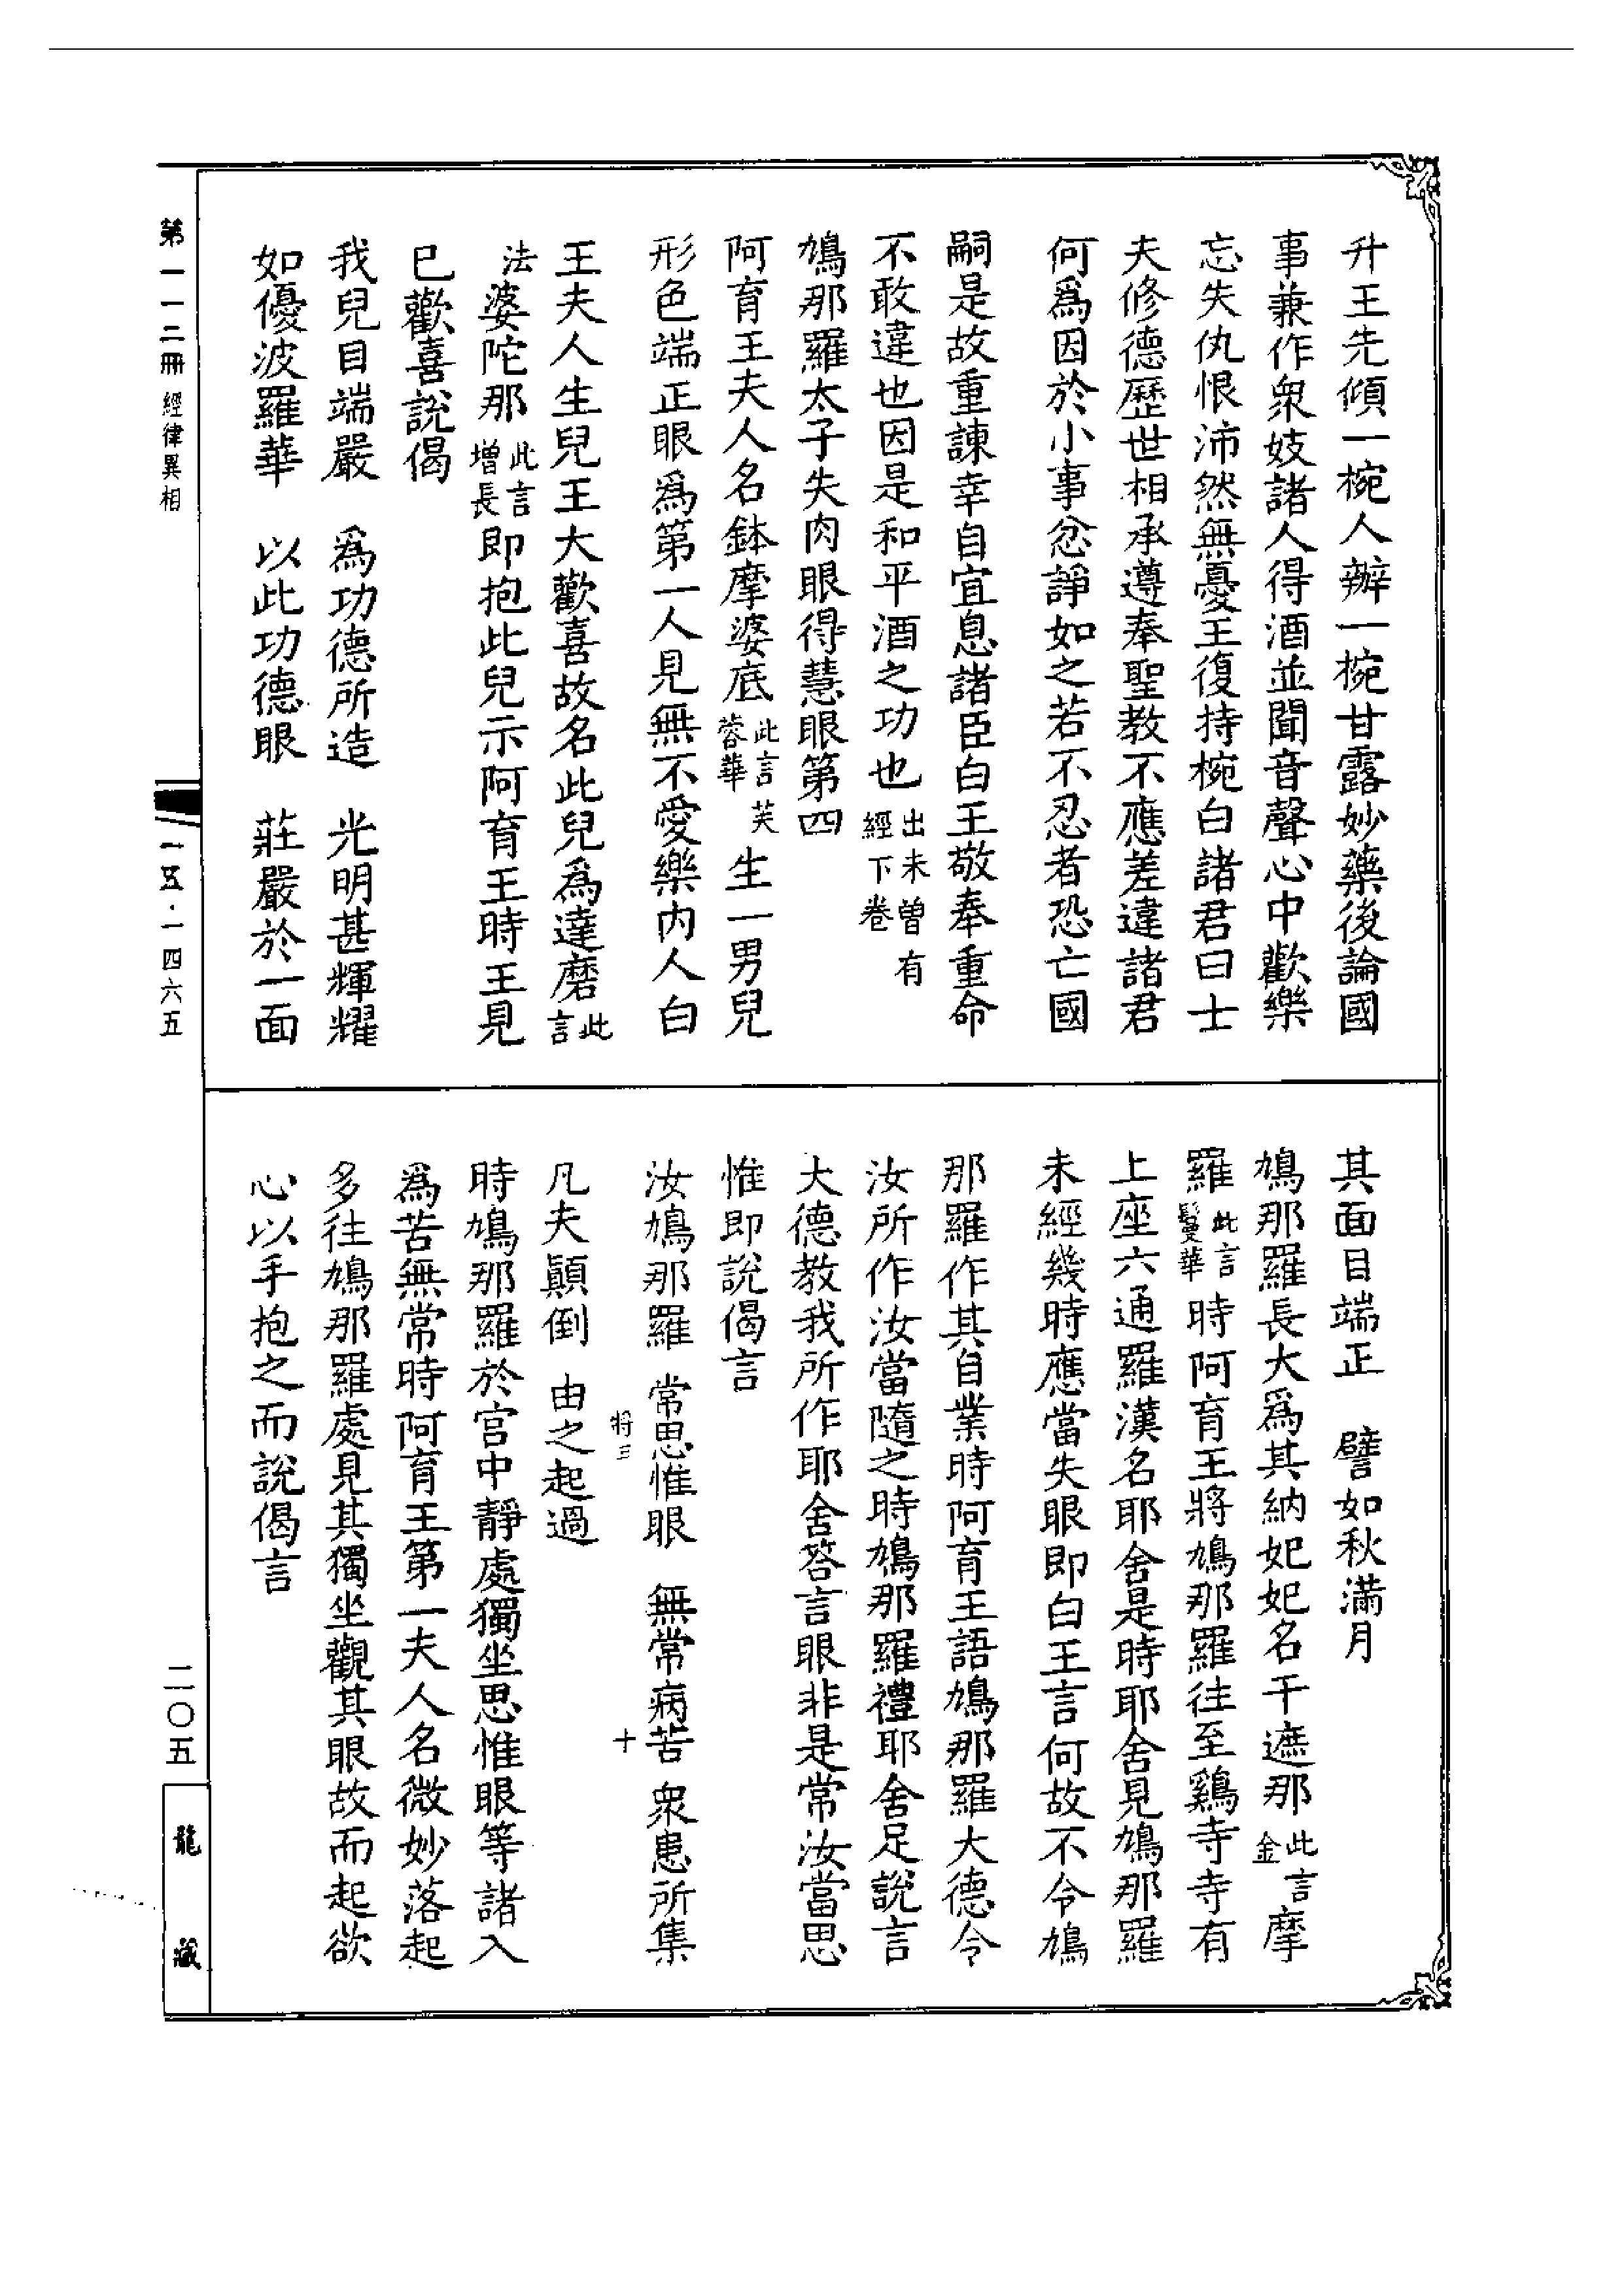 升王先傾一椀人辦一椀甘露妙藥後論國
事兼作衆妓諸人得酒並聞音聲心中歡樂
忘失仇恨沛然無憂王復持椀白諸君曰士
夫修德歷世相承遵奉聖教不應差違諸君
何爲因於小事忿諍如之若不忍者恐亡國
嗣是故重諫幸自宜息諸臣白王敬奉重命
不敢違也因是和平酒之功也出未曾有經下卷
鳩那羅太子失肉眼得慧眼第四
阿育王夫人名鉢摩婆底此言芙蓉華生一男兒
形色端正眼爲第一人見無不愛樂內人白
王夫人生兒王大歡喜故名此兒爲達磨此言
法婆陀那此言增長即抱此兒示阿育王時王見
已歡喜說偈
我兒目端嚴 爲功德所造 光明甚輝耀
如優波羅華 以此功德眼 莊嚴於一面
其面目端正 譬如秋滿月
鳩那羅長大爲其納妃妃名干遮那此言金摩
羅此言鬘華時阿育王將鳩那羅往至鷄寺寺有
上座六通羅漢名耶舍是時耶舍見鳩那羅
未經幾時應當失眼即白王言何故不令鳩
那羅作其自業時阿育王語鳩那羅大德令
汝所作汝當隨之時鳩那羅禮耶舍足說言
大德教我所作耶舍答言眼非是常汝當思
惟即說偈言
汝鳩那羅 常思惟眼 無常病苦 衆患所集
將三 十
凡夫顚倒 由之起過
時鳩那羅於宮中靜處獨坐思惟眼等諸入
爲苦無常時阿育王第一夫人名微妙落起
多往鳩那羅處見其獨坐觀其眼故而起欲
心以手抱之而說偈言
第一一二冊 經律異相
一五·一四六五
二〇五
龍藏